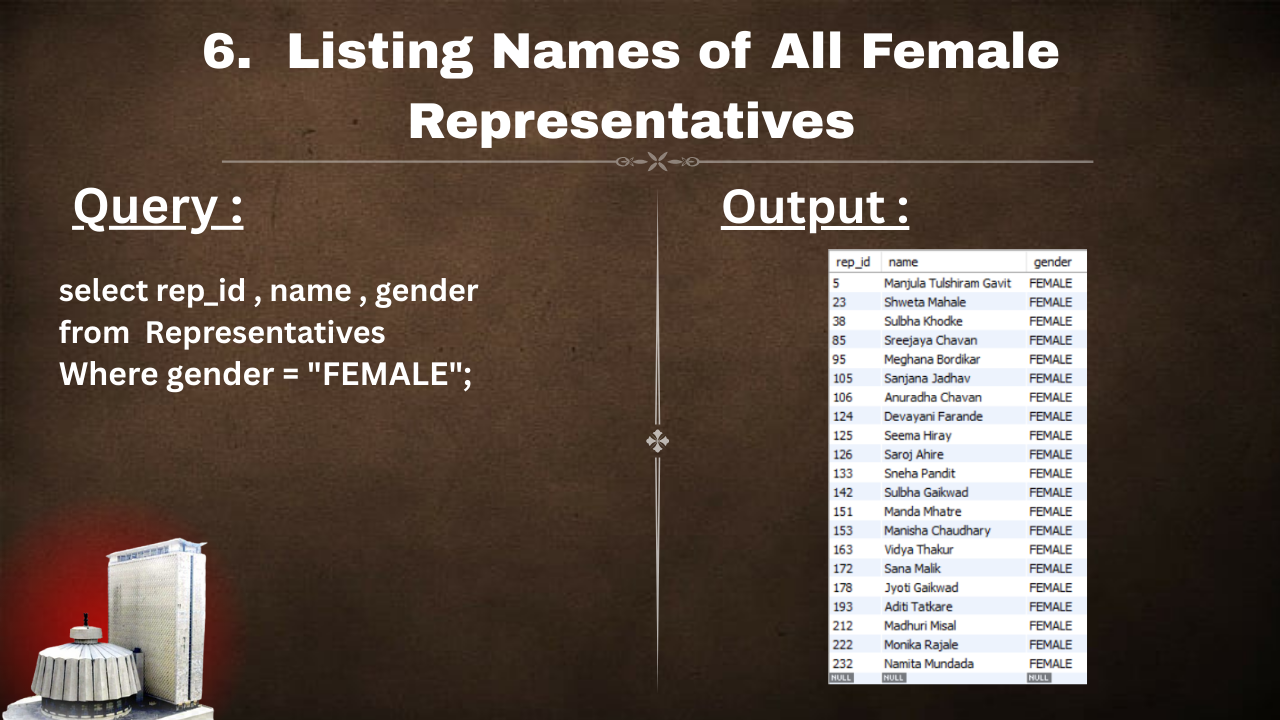 6. Listing Names of All Female
Representatives
Query :
select rep_id , name , gender
from Representatives
Where gender = "FEMALE";
Output :
rep_id name gender
5 Manjula Tulshiram Gavit FEMALE
23 Shweta Mahale FEMALE
38 Sulbha Khodke FEMALE
85 Sreejaya Chavan FEMALE
95 Meghana Bordikar FEMALE
105 Sanjana Jadhav FEMALE
106 Anuradha Chavan FEMALE
124 Devayani Farande FEMALE
125 Seema Hiray FEMALE
126 Saroj Ahire FEMALE
133 Sneha Pandit FEMALE
142 Sulbha Gaikwad FEMALE
151 Manda Mhatre FEMALE
153 Manisha Chaudhary FEMALE
163 Vidya Thakur FEMALE
172 Sana Malik FEMALE
178 Jyoti Gaikwad FEMALE
193 Aditi Tatkare FEMALE
212 Madhuri Misal FEMALE
222 Monika Rajale FEMALE
232 Namita Mundada FEMALE
NULL NULL NULL